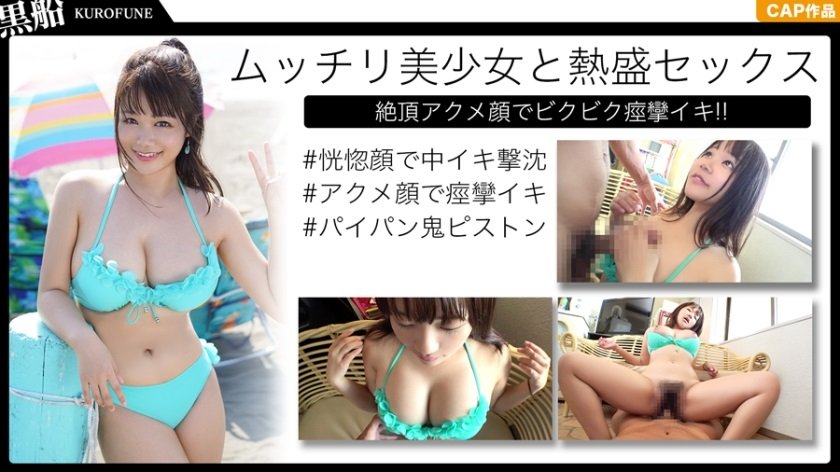 黒船 KUROFUNE
CAP作品
ムッチリ美少女と熱盛セックス
絶頂アクメ顔でビクビク痙攣イキ!!
#恍惚顔で中イキ撃沈
#アクメ顔で痙攣イキ
#パイパン鬼ピストン